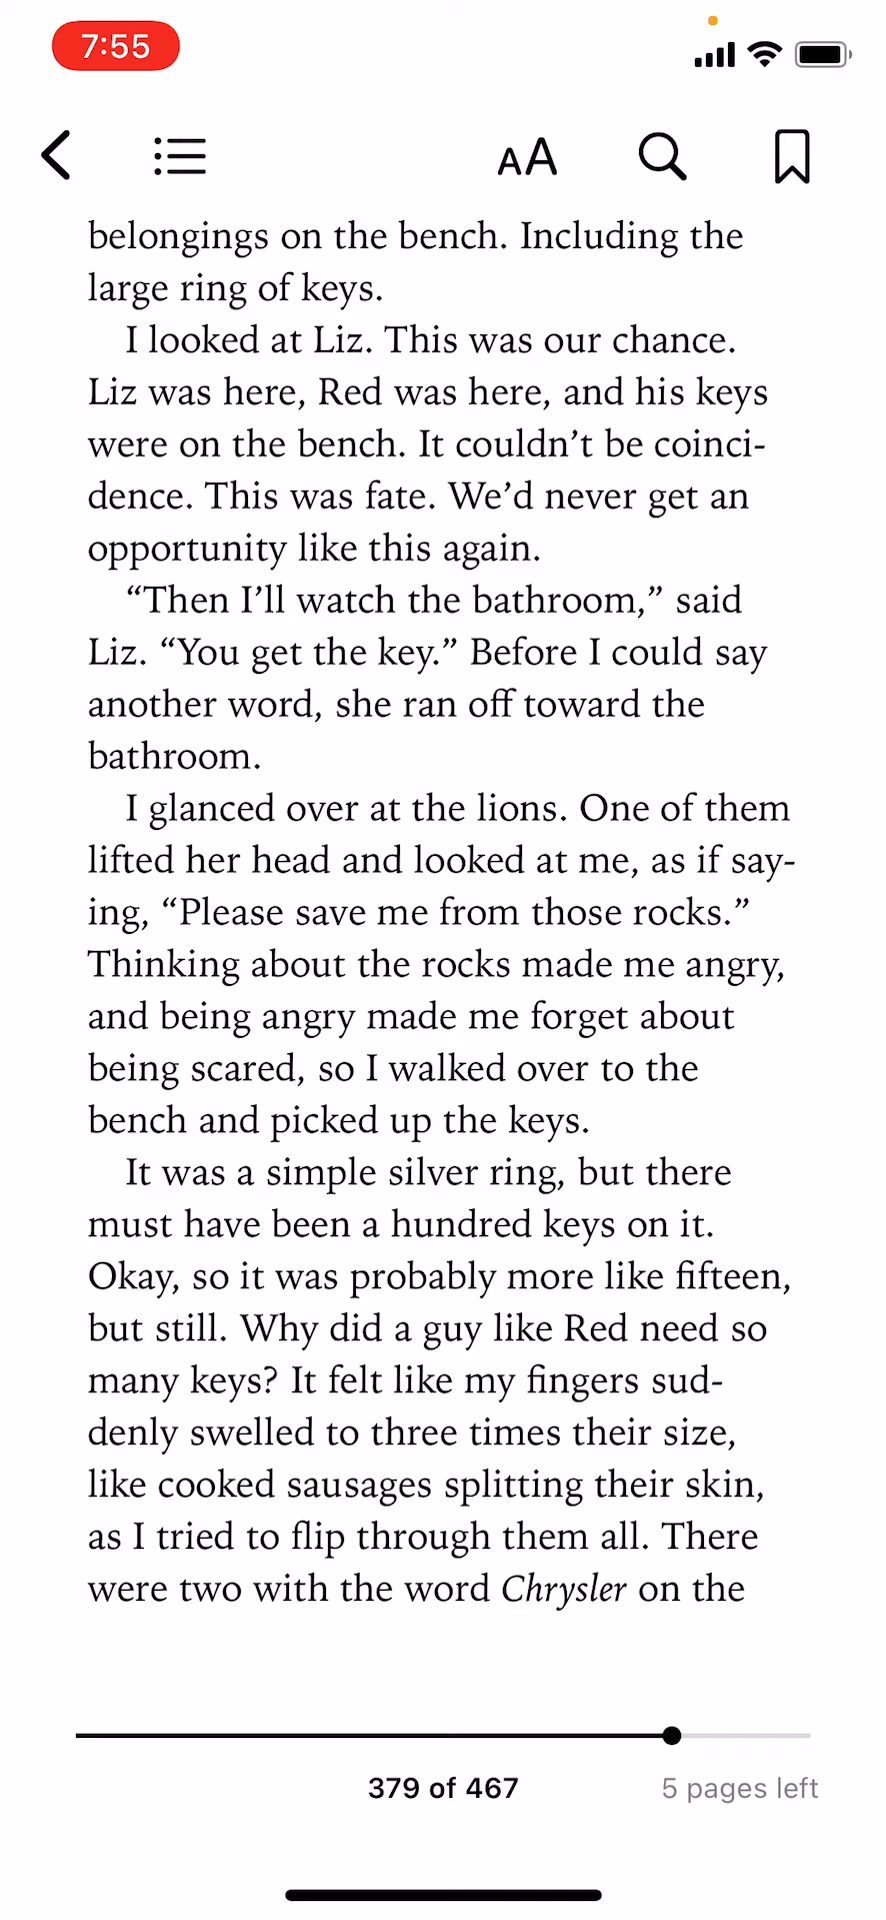 7:55
AA
belongings on the bench. Including the
large ring of keys.
I looked at Liz. This was our chance.
Liz was here, Red was here, and his keys
were on the bench. It couldn’t be coinci-
dence. This was fate. We’d never get an
opportunity like this again.
“Then I’ll watch the bathroom,” said
Liz. “You get the key.” Before I could say
another word, she ran off toward the
bathroom.
I glanced over at the lions. One of them
lifted her head and looked at me, as if say-
ing, “Please save me from those rocks.”
Thinking about the rocks made me angry,
and being angry made me forget about
being scared, so I walked over to the
bench and picked up the keys.
It was a simple silver ring, but there
must have been a hundred keys on it.
Okay, so it was probably more like fifteen,
but still. Why did a guy like Red need so
many keys? It felt like my fingers sud-
denly swelled to three times their size,
like cooked sausages splitting their skin,
as I tried to flip through them all. There
were two with the word Chrysler on the
379 of 467
5 pages left